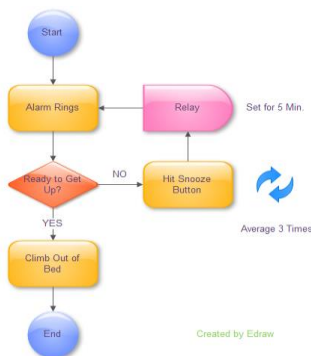 Start
Alarm Rings
Relay
Set for 5 Min.
Ready to Get
Up?
NO
Hit Snooze
Button
YES
Average 3 Times
Climb Out of
Bed
End
Created by Edraw